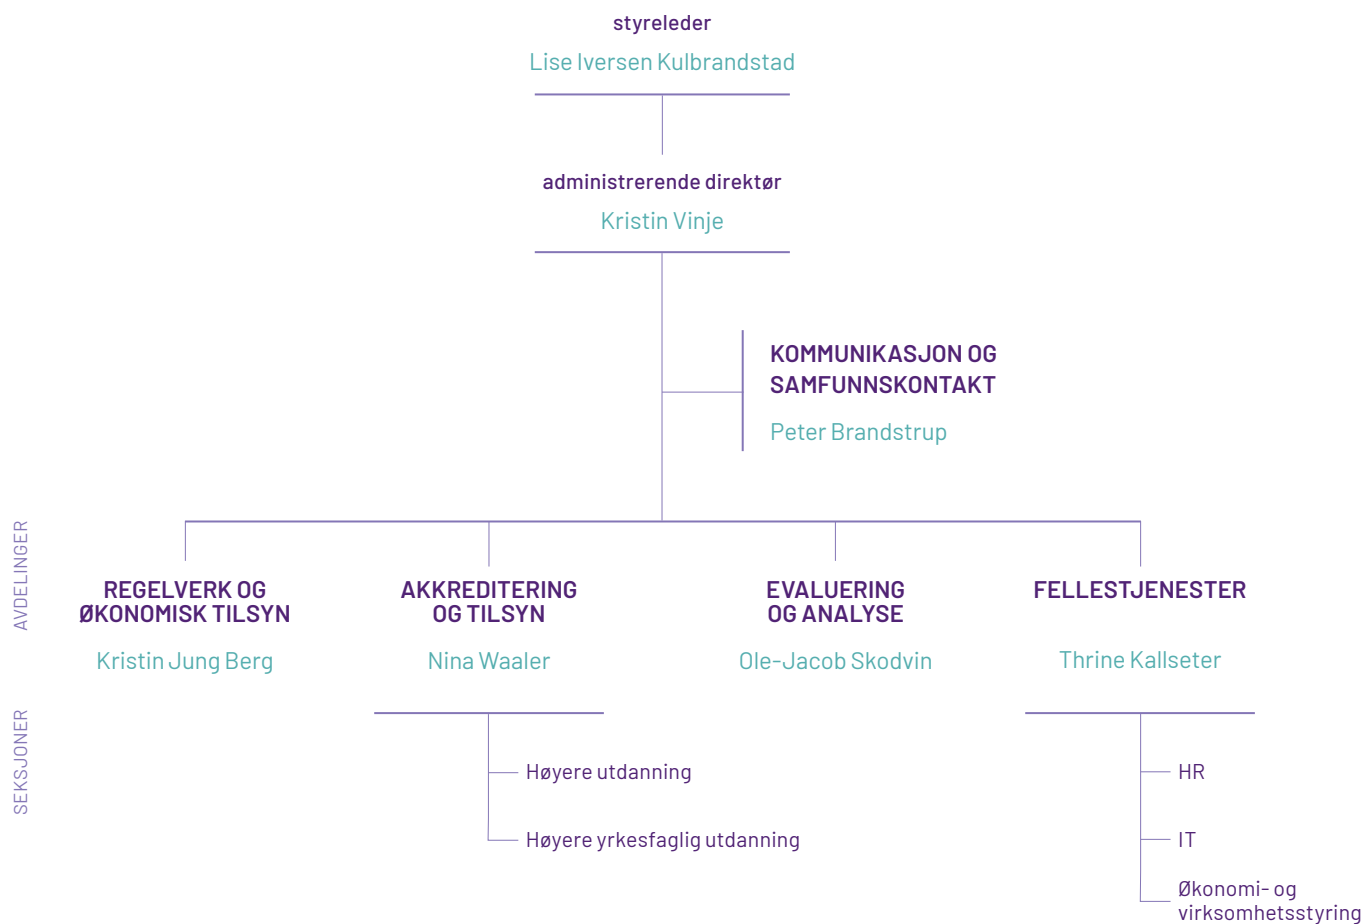 styreleder
Lise Iversen Kulbrandstad
administrerende direktør
Kristin Vinje
KOMMUNIKASJON OG
SAMFUNNSKONTAKT
Peter Brandstrup
AVDELINGER
REGELVERK OG
ØKONOMISK TILSYN
Kristin Jung Berg
AKKREDITERING
OG TILSYN
Nina Waaler
EVALUERING
OG ANALYSE
Ole-Jacob Skodvin
FELLESTJENESTER
Thrine Kallseter
SEKSJONER
Høyere utdanning
Høyere yrkesfaglig utdanning
HR
IT
Økonomi- og
virksomhetsstyring